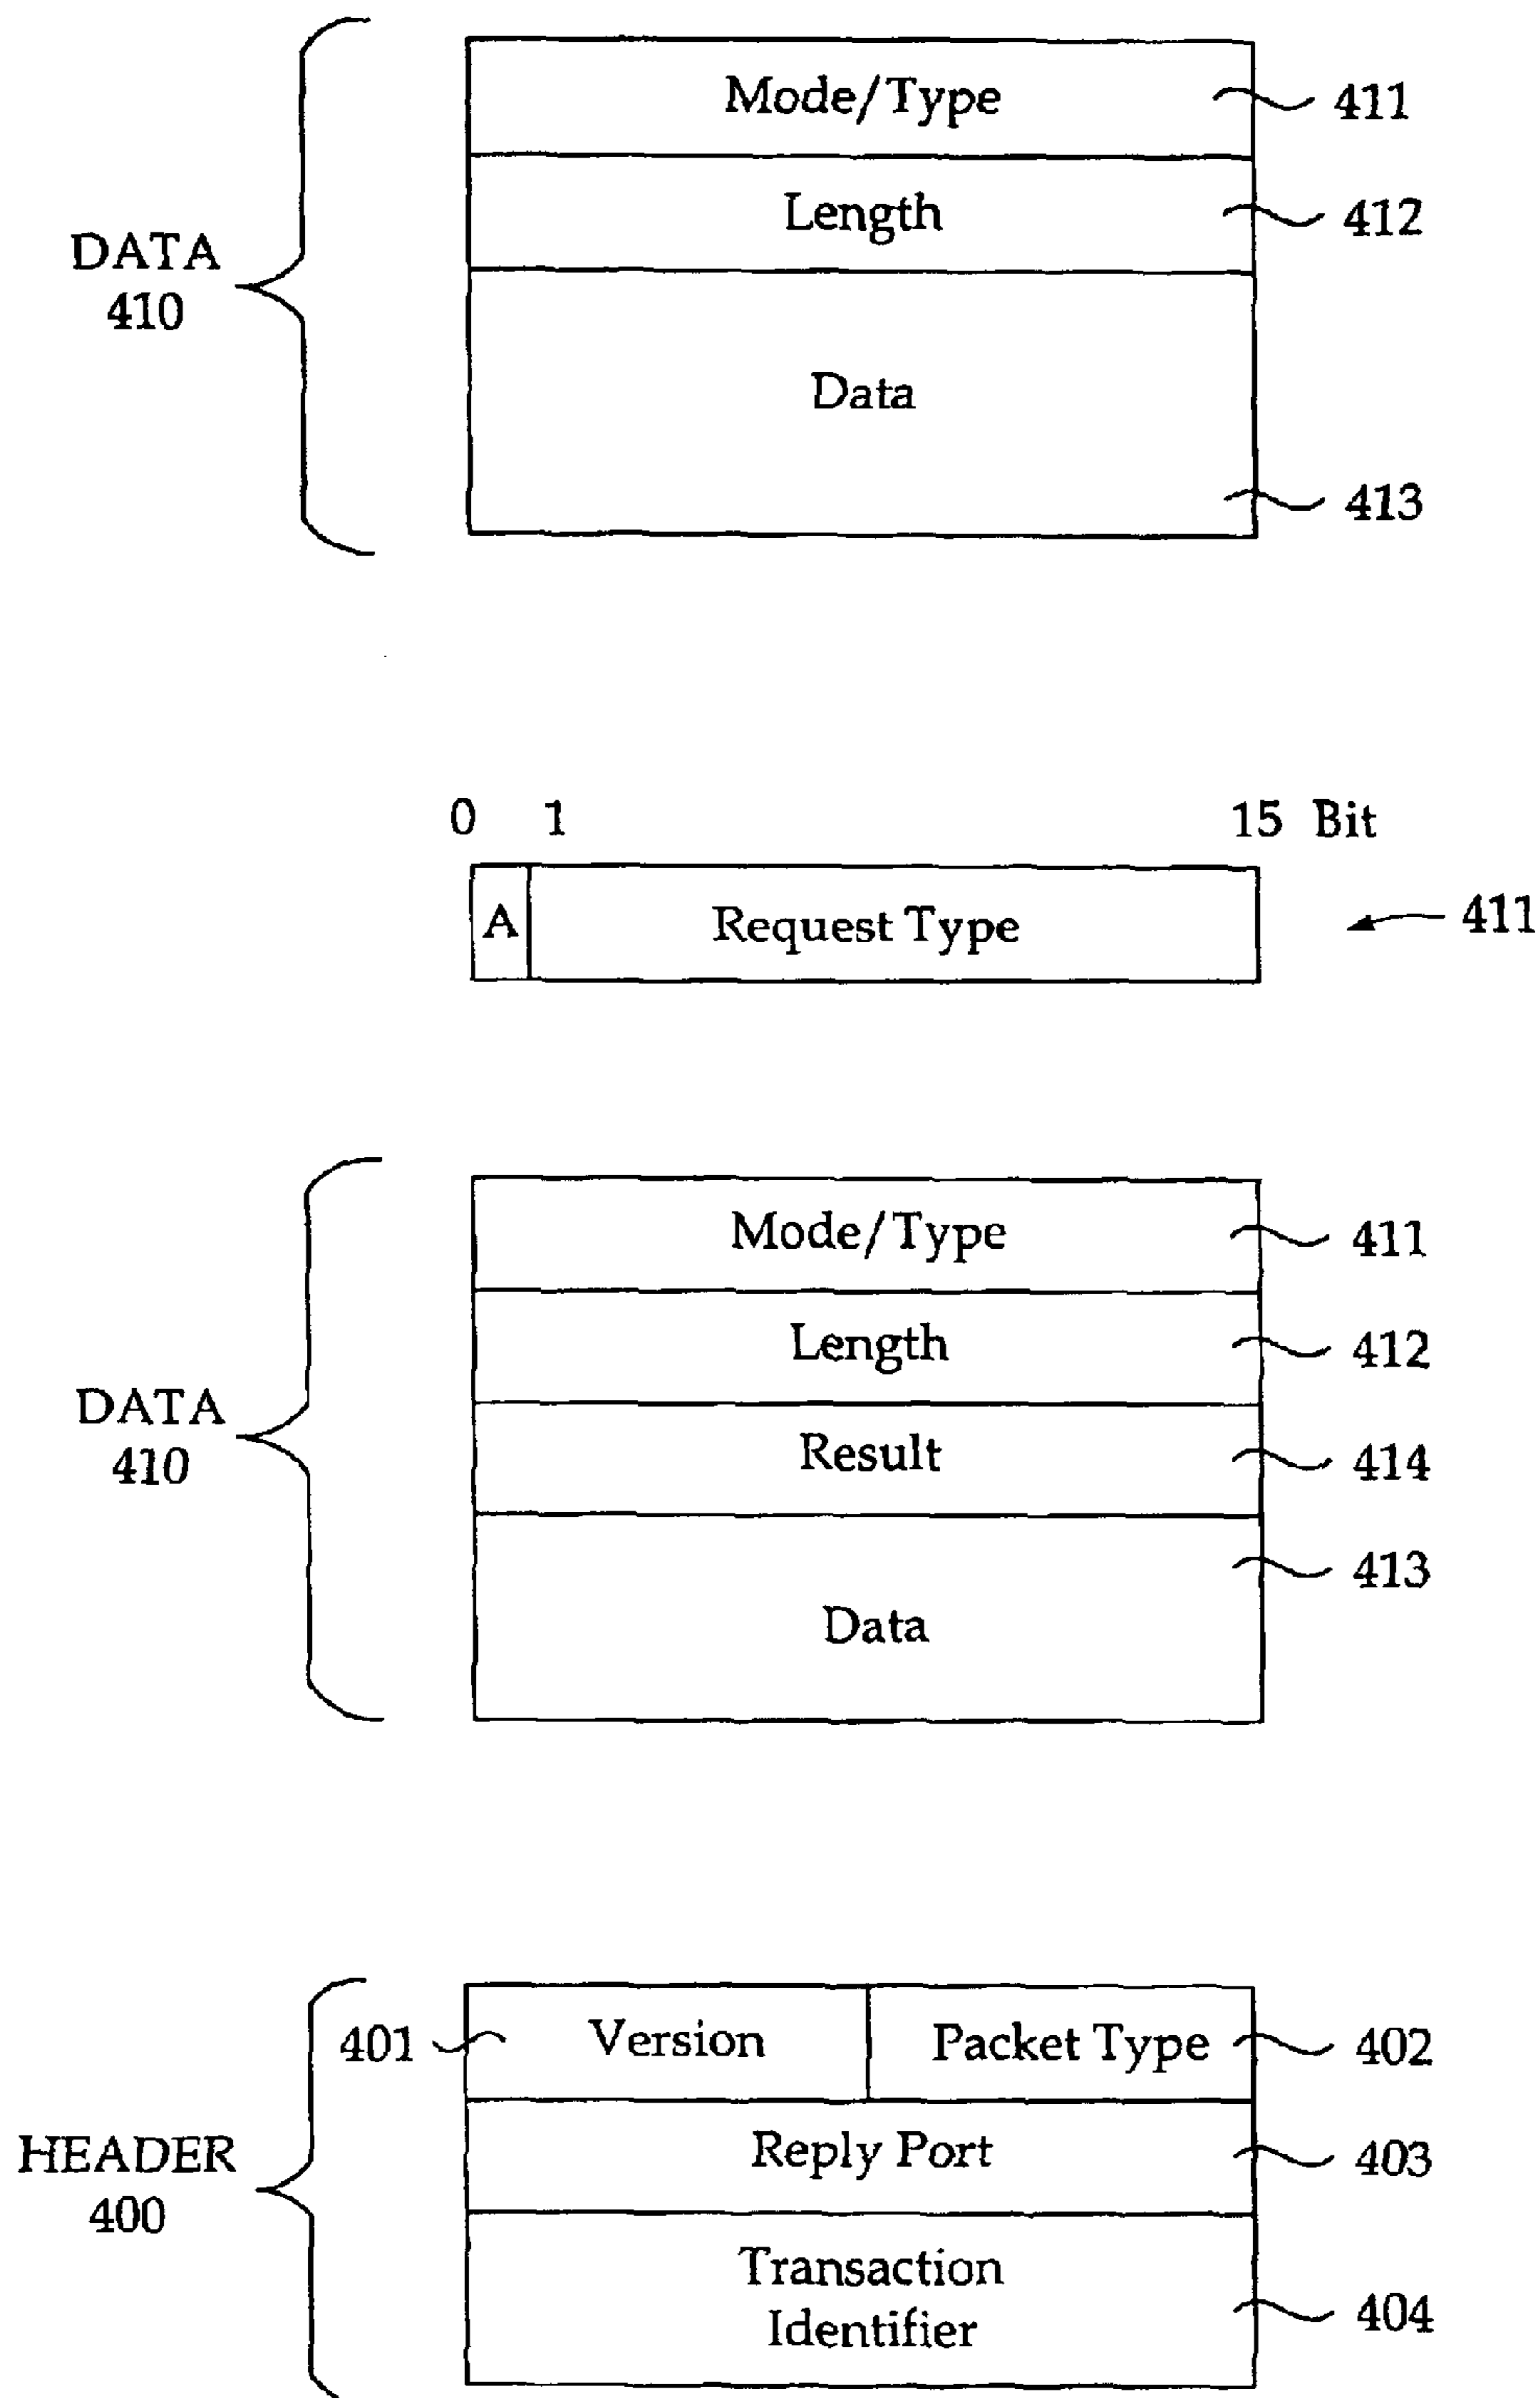 Mode/Type 411
Length 412
DATA
410
Data
413
0 1 15 Bit
A Request Type 411
Mode/Type 411
Length 412
DATA
410
Result 414
413
Data
401 Version Packet Type 402
HEADER
400
Reply Port 403
Transaction
Identifier 404